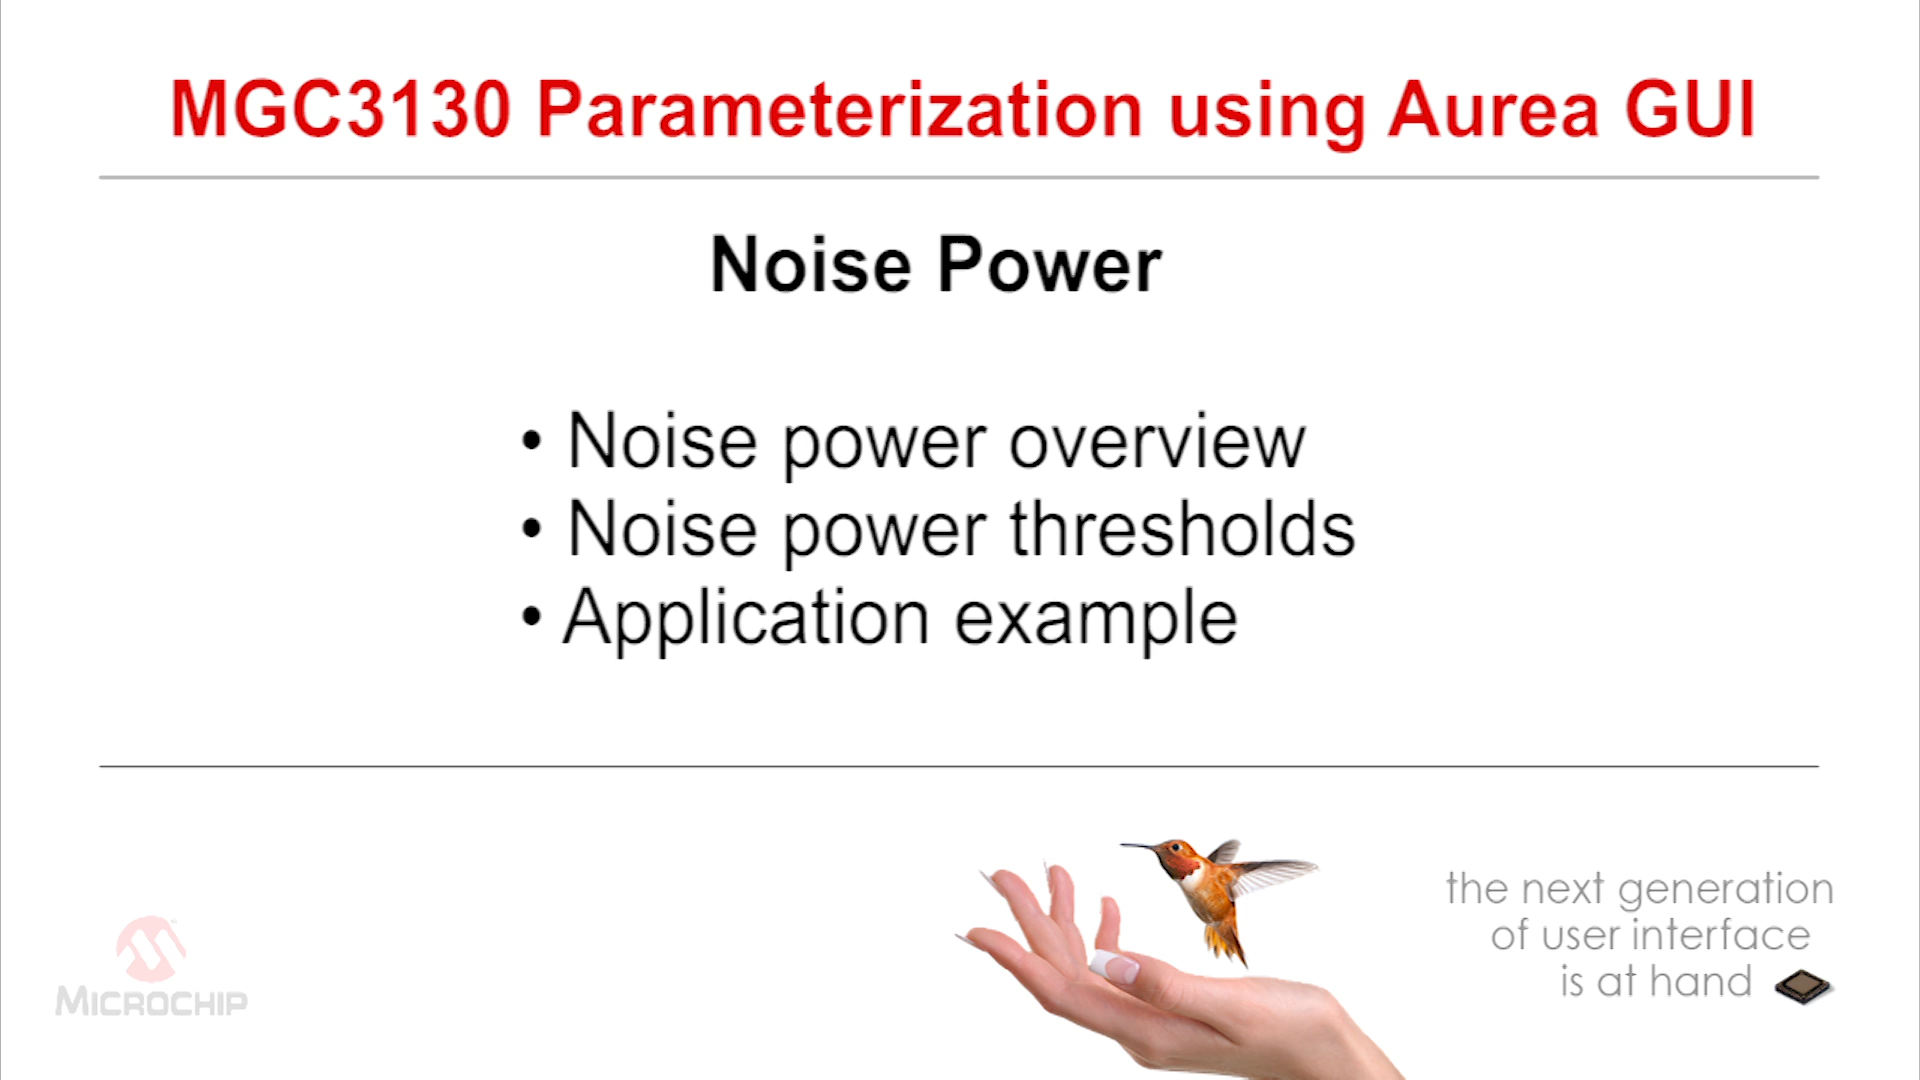 MGC3130 Parameterization using Aurea GUI
Noise Power
• Noise power overview
• Noise power thresholds
• Application example
the next generation
of user interface
is at hand
MICROCHIP